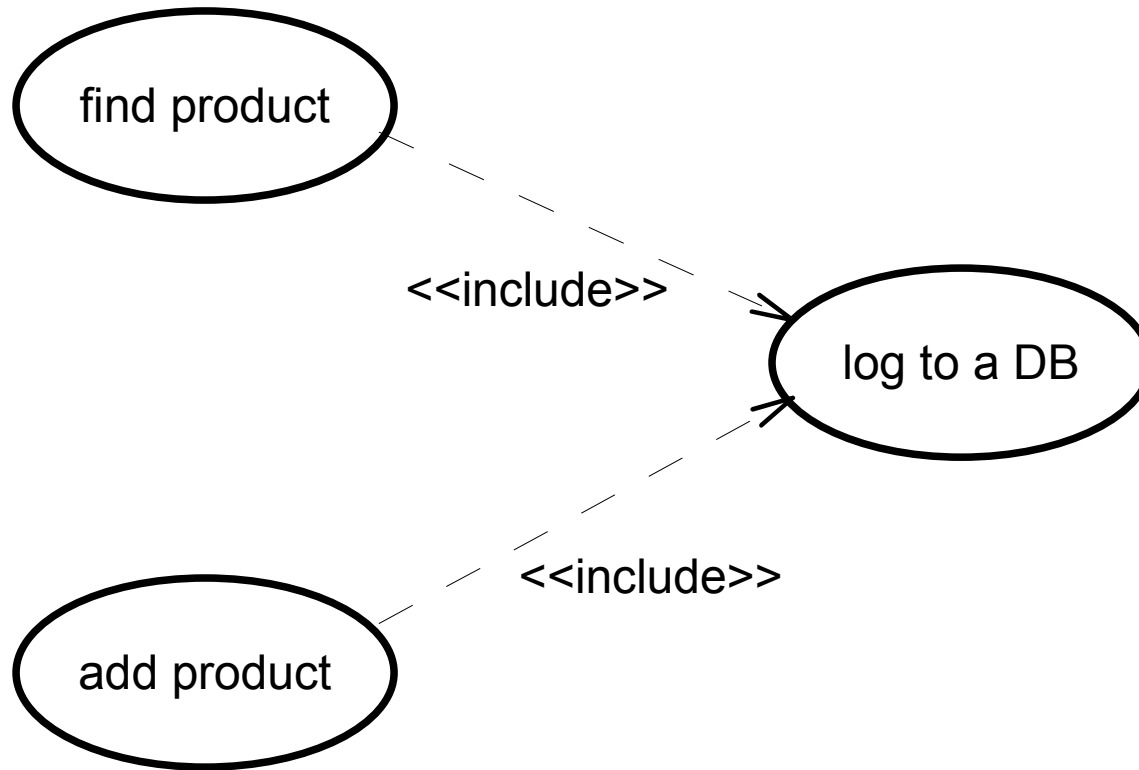 find product
<<include>>
log to a DB
<<include>>
add product